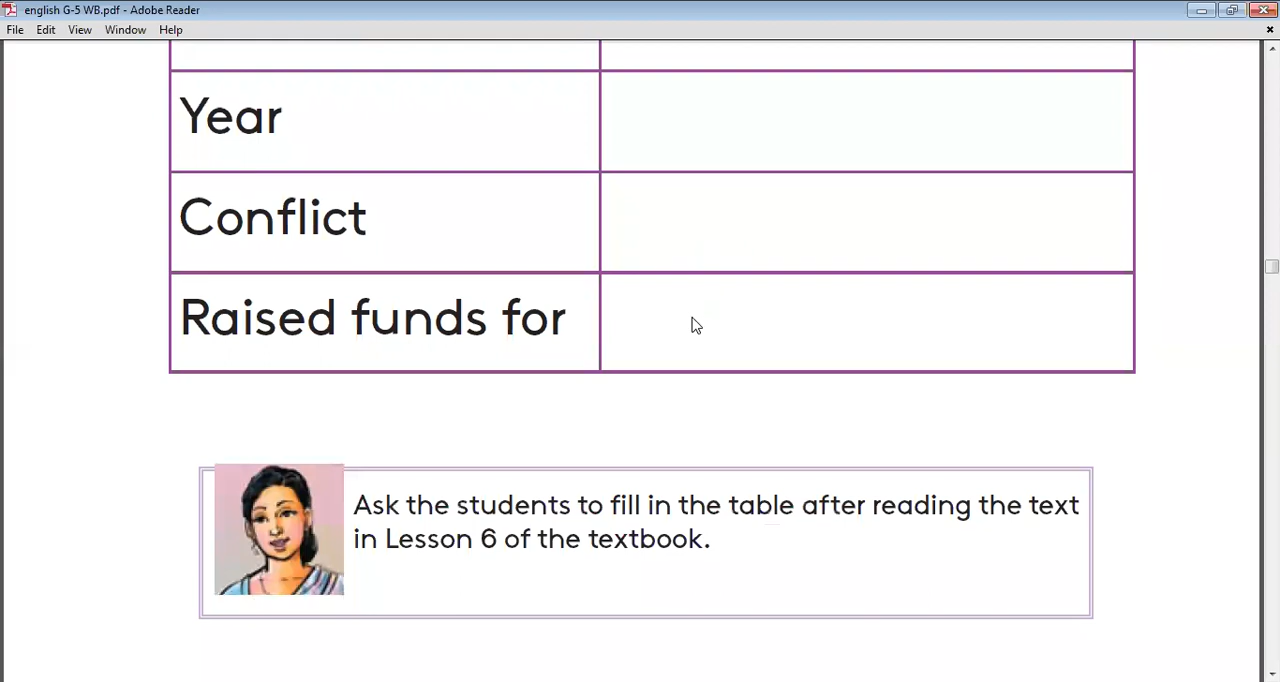 english G-5 WB.pdf - Adobe Reader
File Edit View Window Help
Year
Conflict
Raised funds for
Ask the students to fill in the table after reading the text
in Lesson 6 of the textbook.